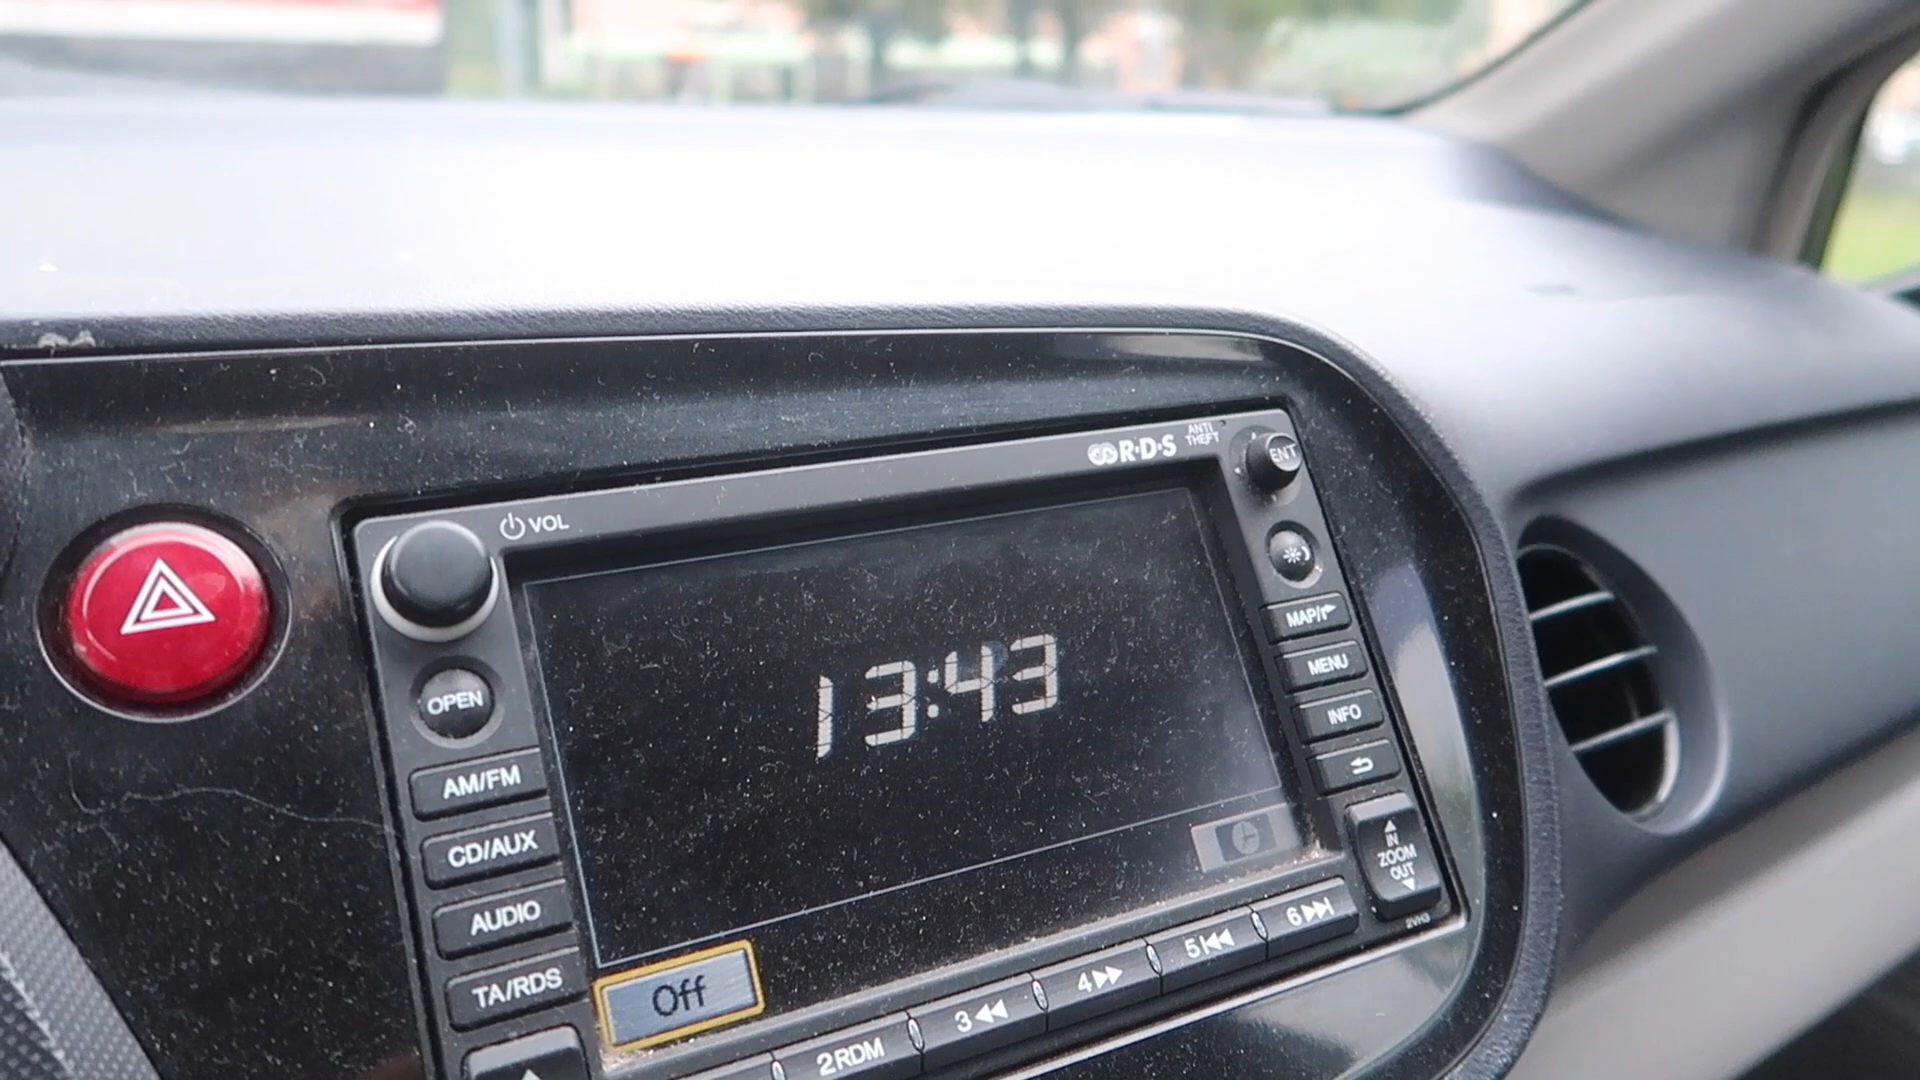 R·D·S
ANTI
THEFT
ENT
VOL
OPEN
13:43
MAP/
MENU
INFO
AM/FM
CD/AUX
AUDIO
TA/RDS
IN
ZOOM
OUT
Off
2RDM
3
4
5
6